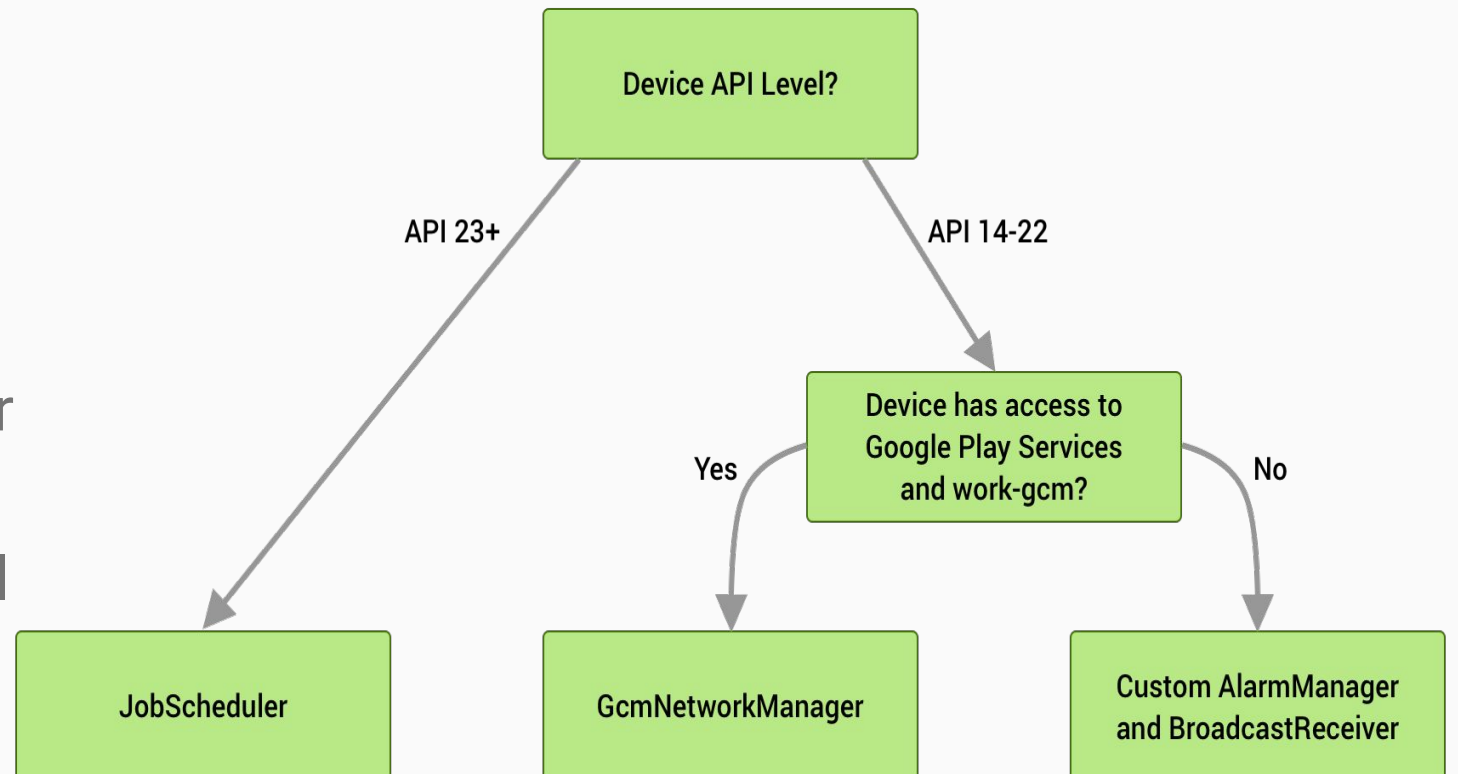 Device API Level?
API 23+
API 14-22
Device has access to
Google Play Services
and work-gcm?
Yes
No
JobScheduler
GcmNetworkManager
Custom AlarmManager
and BroadcastReceiver